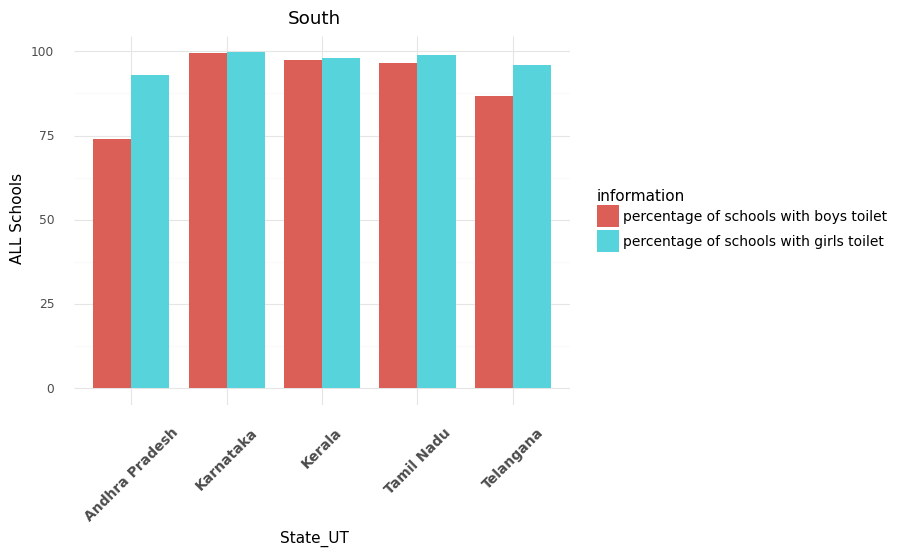 South
100
75
50
25
0
ALL Schools
Andhra Pradesh
Karnataka
Kerala
Tamil Nadu
Telangana
State_UT
information
percentage of schools with boys toilet
percentage of schools with girls toilet